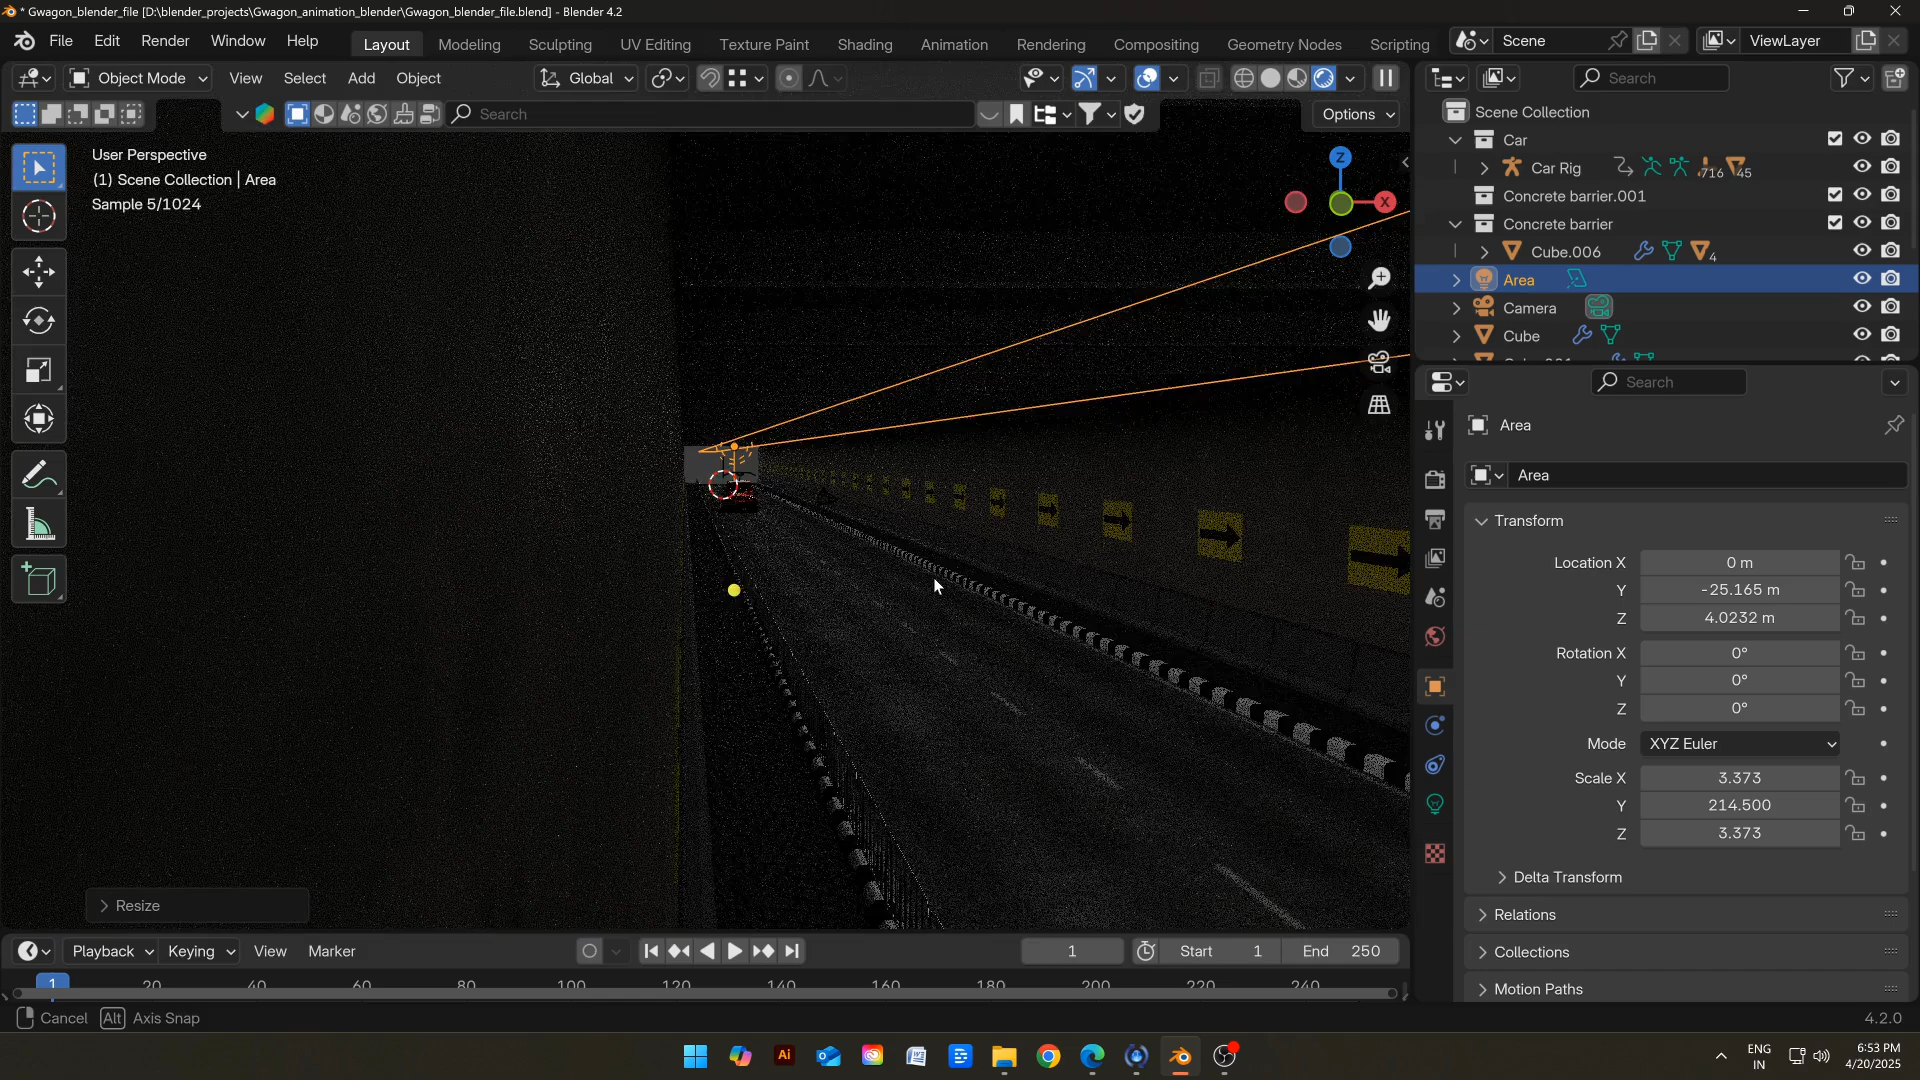 * Gwagon_blender_file [D:\blender_projects\Gwagon_animation_blender\Gwagon_blender_file.blend] - Blender 4.2
File Edit Render Window Help
Layout Modeling Sculpting UV Editing Texture Paint Shading Animation Rendering Compositing Geometry Nodes Scripting
Scene
ViewLayer
Object Mode View Select Add Object
Global
Search
Search
Options
User Perspective
(1) Scene Collection | Area
Sample 5/1024
Z
X
Scene Collection
Car
Car Rig
716
45
Concrete barrier.001
Concrete barrier
Cube.006
4
Area
Camera
Cube
Search
Area
Area
Transform
Location X 0 m
Y -25.165 m
Z 4.0232 m
Rotation X 0°
Y 0°
Z 0°
Mode XYZ Euler
Scale X 3.373
Y 214.500
Z 3.373
Delta Transform
Relations
Collections
Motion Paths
Resize
Playback Keying View Marker
1
Start 1
End 250
1 20 40 60 80 100 120 140 160 180 200 220 240
Cancel Alt Axis Snap
4.2.0
Ai
ENG
IN
6:53 PM
4/20/2025